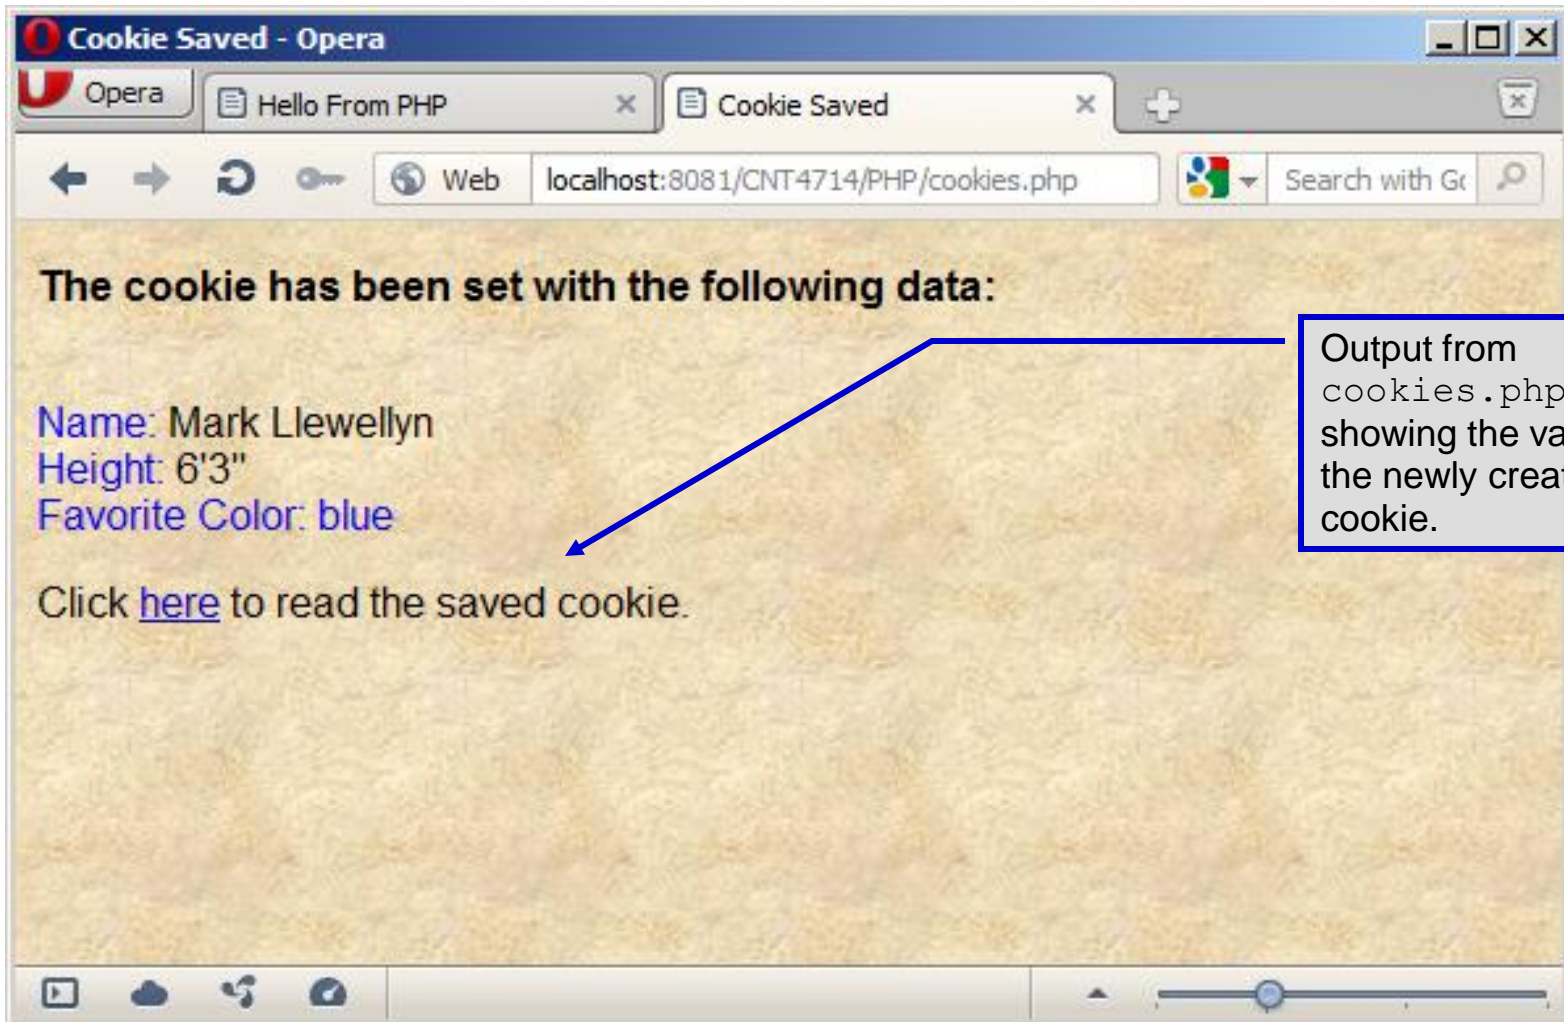 Cookie Saved - Opera
Opera
Hello From PHP
Cookie Saved
Web
localhost:8081/CNT4714/PHP/cookies.php
Search with
The cookie has been set with the following data:
Output from
cookies.php
showing the
the newly
cookie.
Name: Mark Llewellyn
Height: 6'3"
Favorite Color: blue
Click here to read the saved cookie.